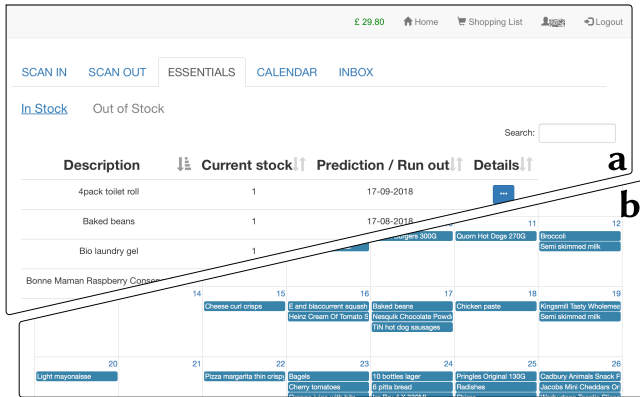 £ 29.80 Home Shopping List Logout
SCAN IN SCAN OUT ESSENTIALS CALENDAR INBOX
In Stock Out of Stock
Search:
Description Current stock Prediction / Run out Details
4pack toilet roll 1 17-09-2018 ...
Baked beans 1 17-08-2018
Bio laundry gel 1
Bonne Maman Raspberry
a
b
11 12
300G Quorn Hot Dogs 270G Broccoli
Semi skimmed milk
14 15 16 17 18 19
Cheese curl crisps E and blaccurrent squash Baked beans Chicken paste Kingsmill Tasty Wholemea
Heinz Cream Of Tomato S Nesquik Chocolate Powd Semi skimmed milk
TIN hot dog sausages
20 21 22 23 24 25 26
Light mayonaisse Pizza margarita thin crispy Bagels 10 bottles lager Pringles Original 130G Cadbury Animals Snack P
Cherry tomatoes 6 pitta bread Radishes Jacobs Mini Cheddars Or